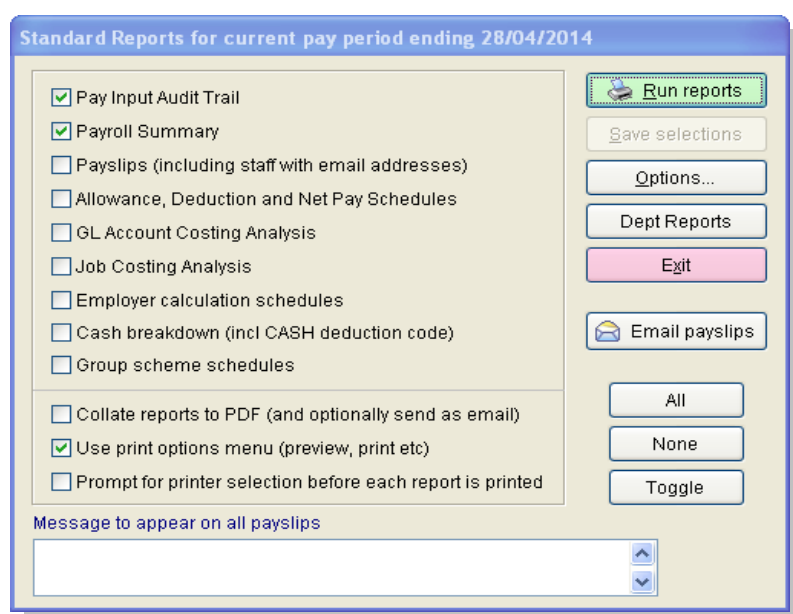 Standard Reports for current pay period ending 28/04/2014
Pay Input Audit Trail
Payroll Summary
Payslips (including staff with email addresses)
Allowance, Deduction and Net Pay Schedules
GL Account Costing Analysis
Job Costing Analysis
Employer calculation schedules
Cash breakdown (incl CASH deduction code)
Group scheme schedules
Collate reports to PDF (and optionally send as email)
Use print options menu (preview, print etc)
Prompt for printer selection before each report is printed
Run reports
Save selections
Options...
Dept Reports
Exit
Email payslips
All
None
Toggle
Message to appear on all payslips